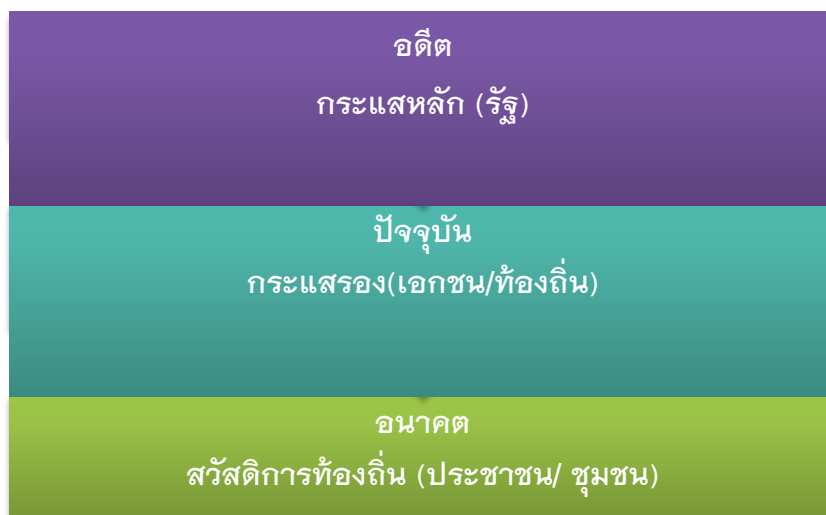 อดีต
กระแสหลัก (รัฐ)
ปัจจุบัน
กระแสรอง(เอกชน/ท้องถิ่น)
อนาคต
สวัสดิการท้องถิ่น (ประชาชน/ ชุมชน)